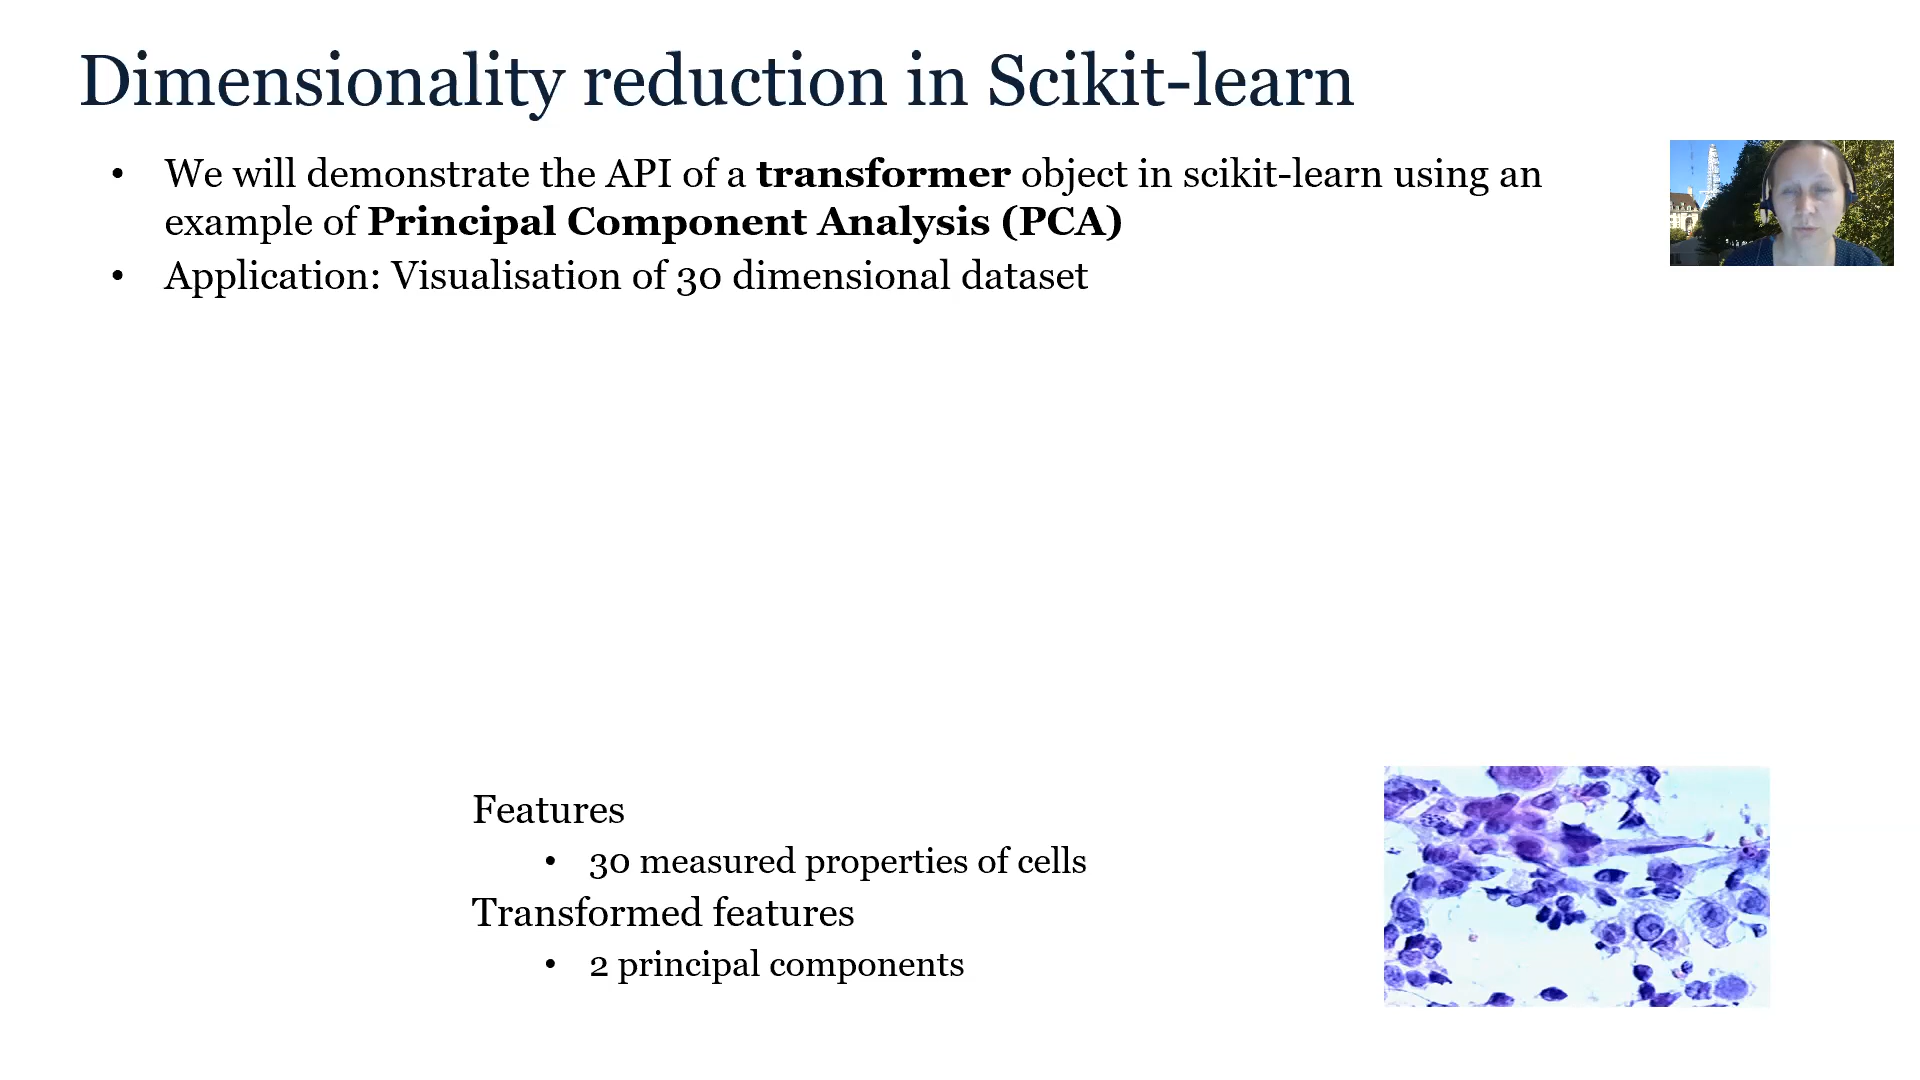 Dimensionality reduction in Scikit-learn
• We will demonstrate the API of a transformer object in scikit-learn using an
example of Principal Component Analysis (PCA)
• Application: Visualisation of 30 dimensional dataset
Features
• 30 measured properties of cells
Transformed features
• 2 principal components